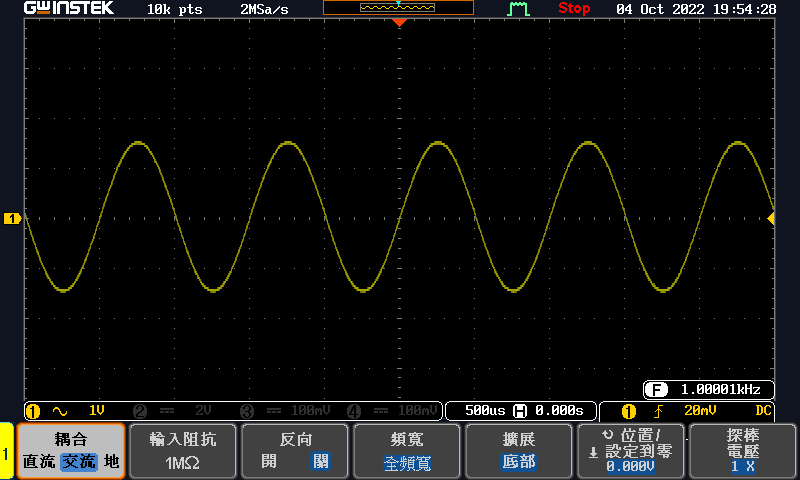 GWINSTEK 10k pts 2MSa/s Stop 04 Oct 2022 19:54:28
1
F 1.00001kHz
1 1V 2 2V 3 100mV 4 100mV 500us H 0.000s 1 20mV DC
1
耦合
直流 交流 地
輸入阻抗
1MΩ
反向
開 關
頻寬
全頻寬
擴展
底部
位置/
設定到零
0.000V
探棒
電壓
1 X